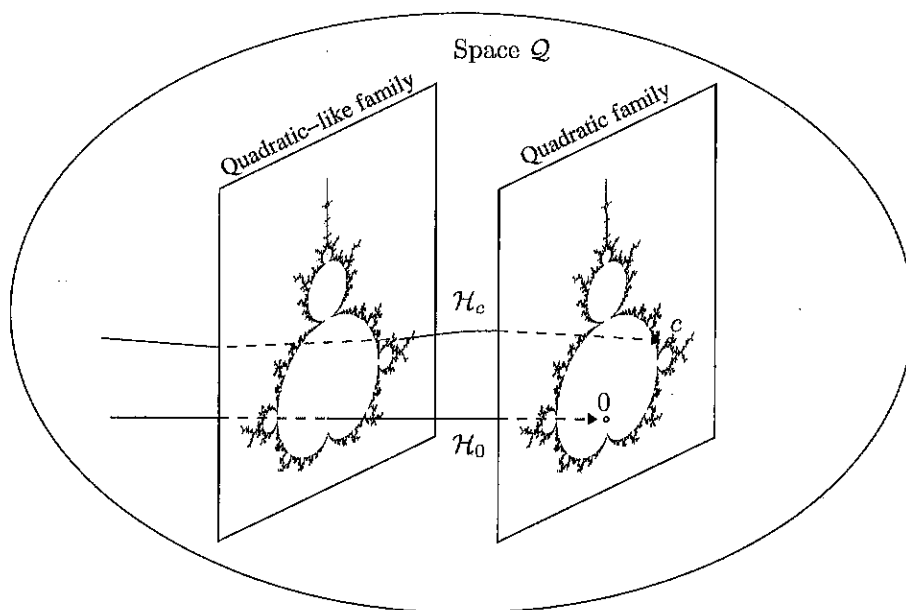 Space 𝒬
Quadratic–like family
Quadratic family
ℋ_c
c
0
ℋ_0